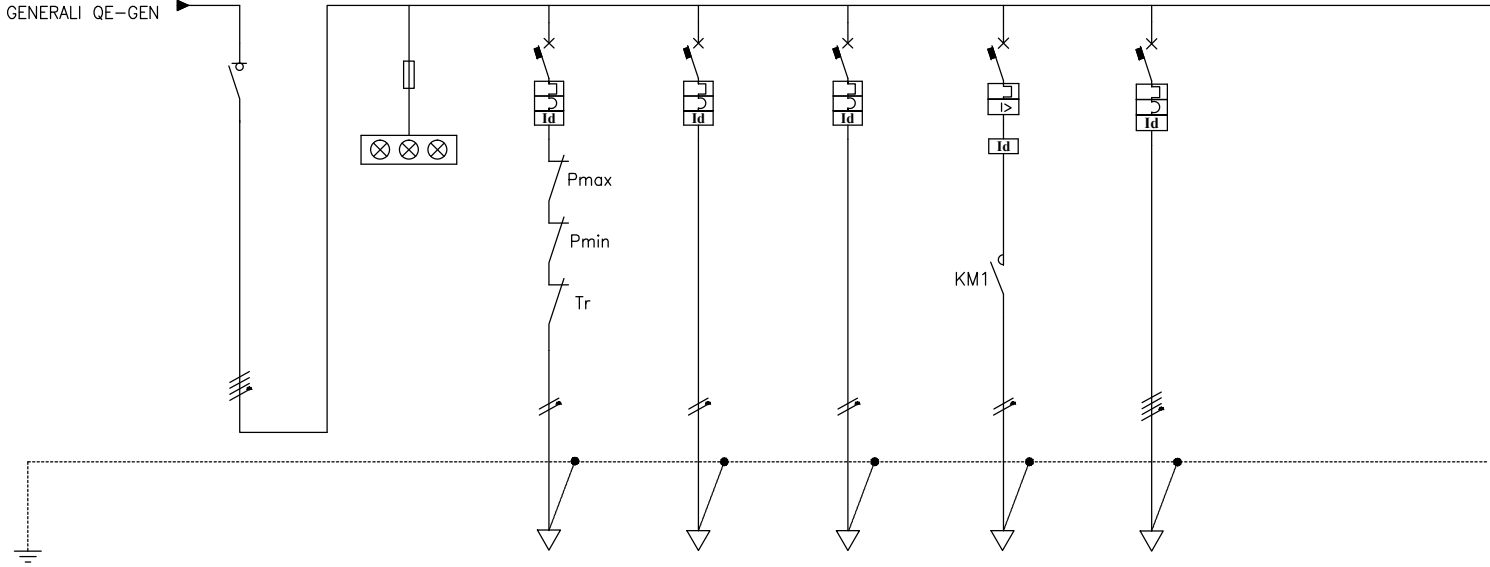 GENERALI QE-GEN
Id
Id
Id
I>
Id
Id
Pmax
Pmin
Tr
KM1